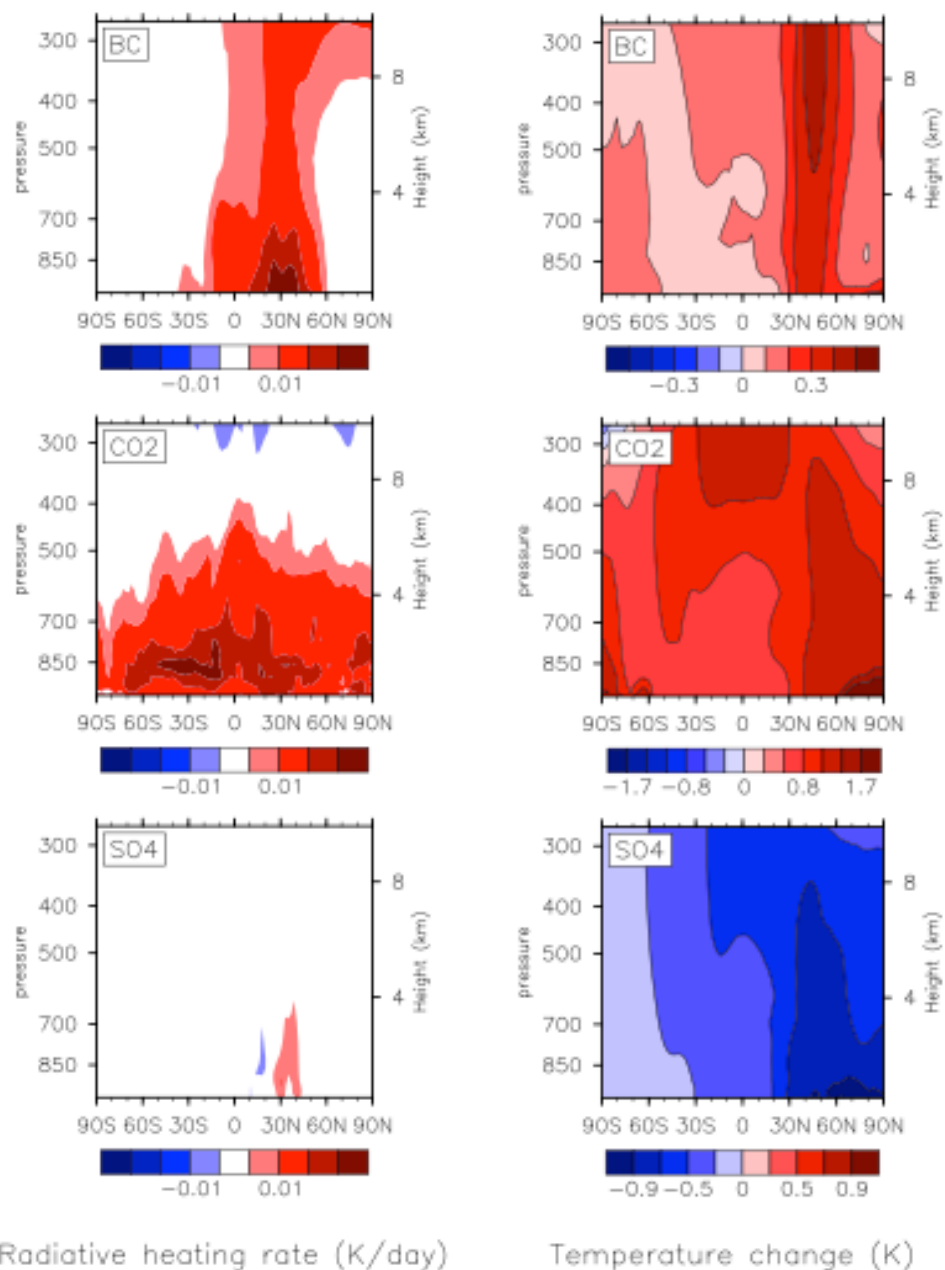 BC
300
400
500
700
850
pressure
8
4
Height (km)
90S 60S 30S 0 30N 60N 90N
−0.01 0.01
BC
300
400
500
700
850
pressure
8
4
Height (km)
90S 60S 30S 0 30N 60N 90N
−0.3 0 0.3
CO2
300
400
500
700
850
pressure
8
4
Height (km)
90S 60S 30S 0 30N 60N 90N
−0.01 0.01
CO2
300
400
500
700
850
pressure
8
4
Height (km)
90S 60S 30S 0 30N 60N 90N
−1.7 −0.8 0 0.8 1.7
SO4
300
400
500
700
850
pressure
8
4
Height (km)
90S 60S 30S 0 30N 60N 90N
−0.01 0.01
SO4
300
400
500
700
850
pressure
8
4
Height (km)
90S 60S 30S 0 30N 60N 90N
−0.9 −0.5 0 0.5 0.9
Radiative heating rate (K/day)
Temperature change (K)